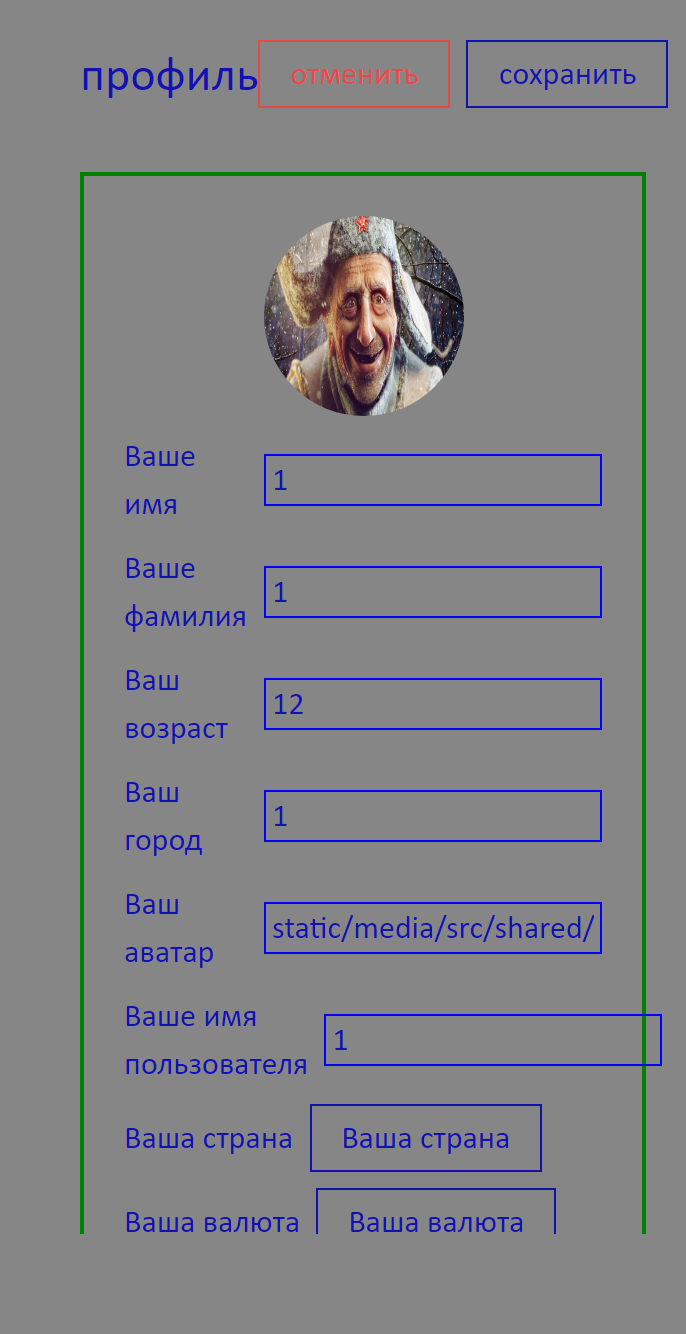 профиль отменить сохранить
Ваше
имя
1
Ваше
фамилия
1
Ваш
возраст
12
Ваш
город
1
Ваш
аватар
static/media/src/shared/
Ваше имя
пользователя
1
Ваша страна Ваша страна
Ваша валюта Ваша валюта